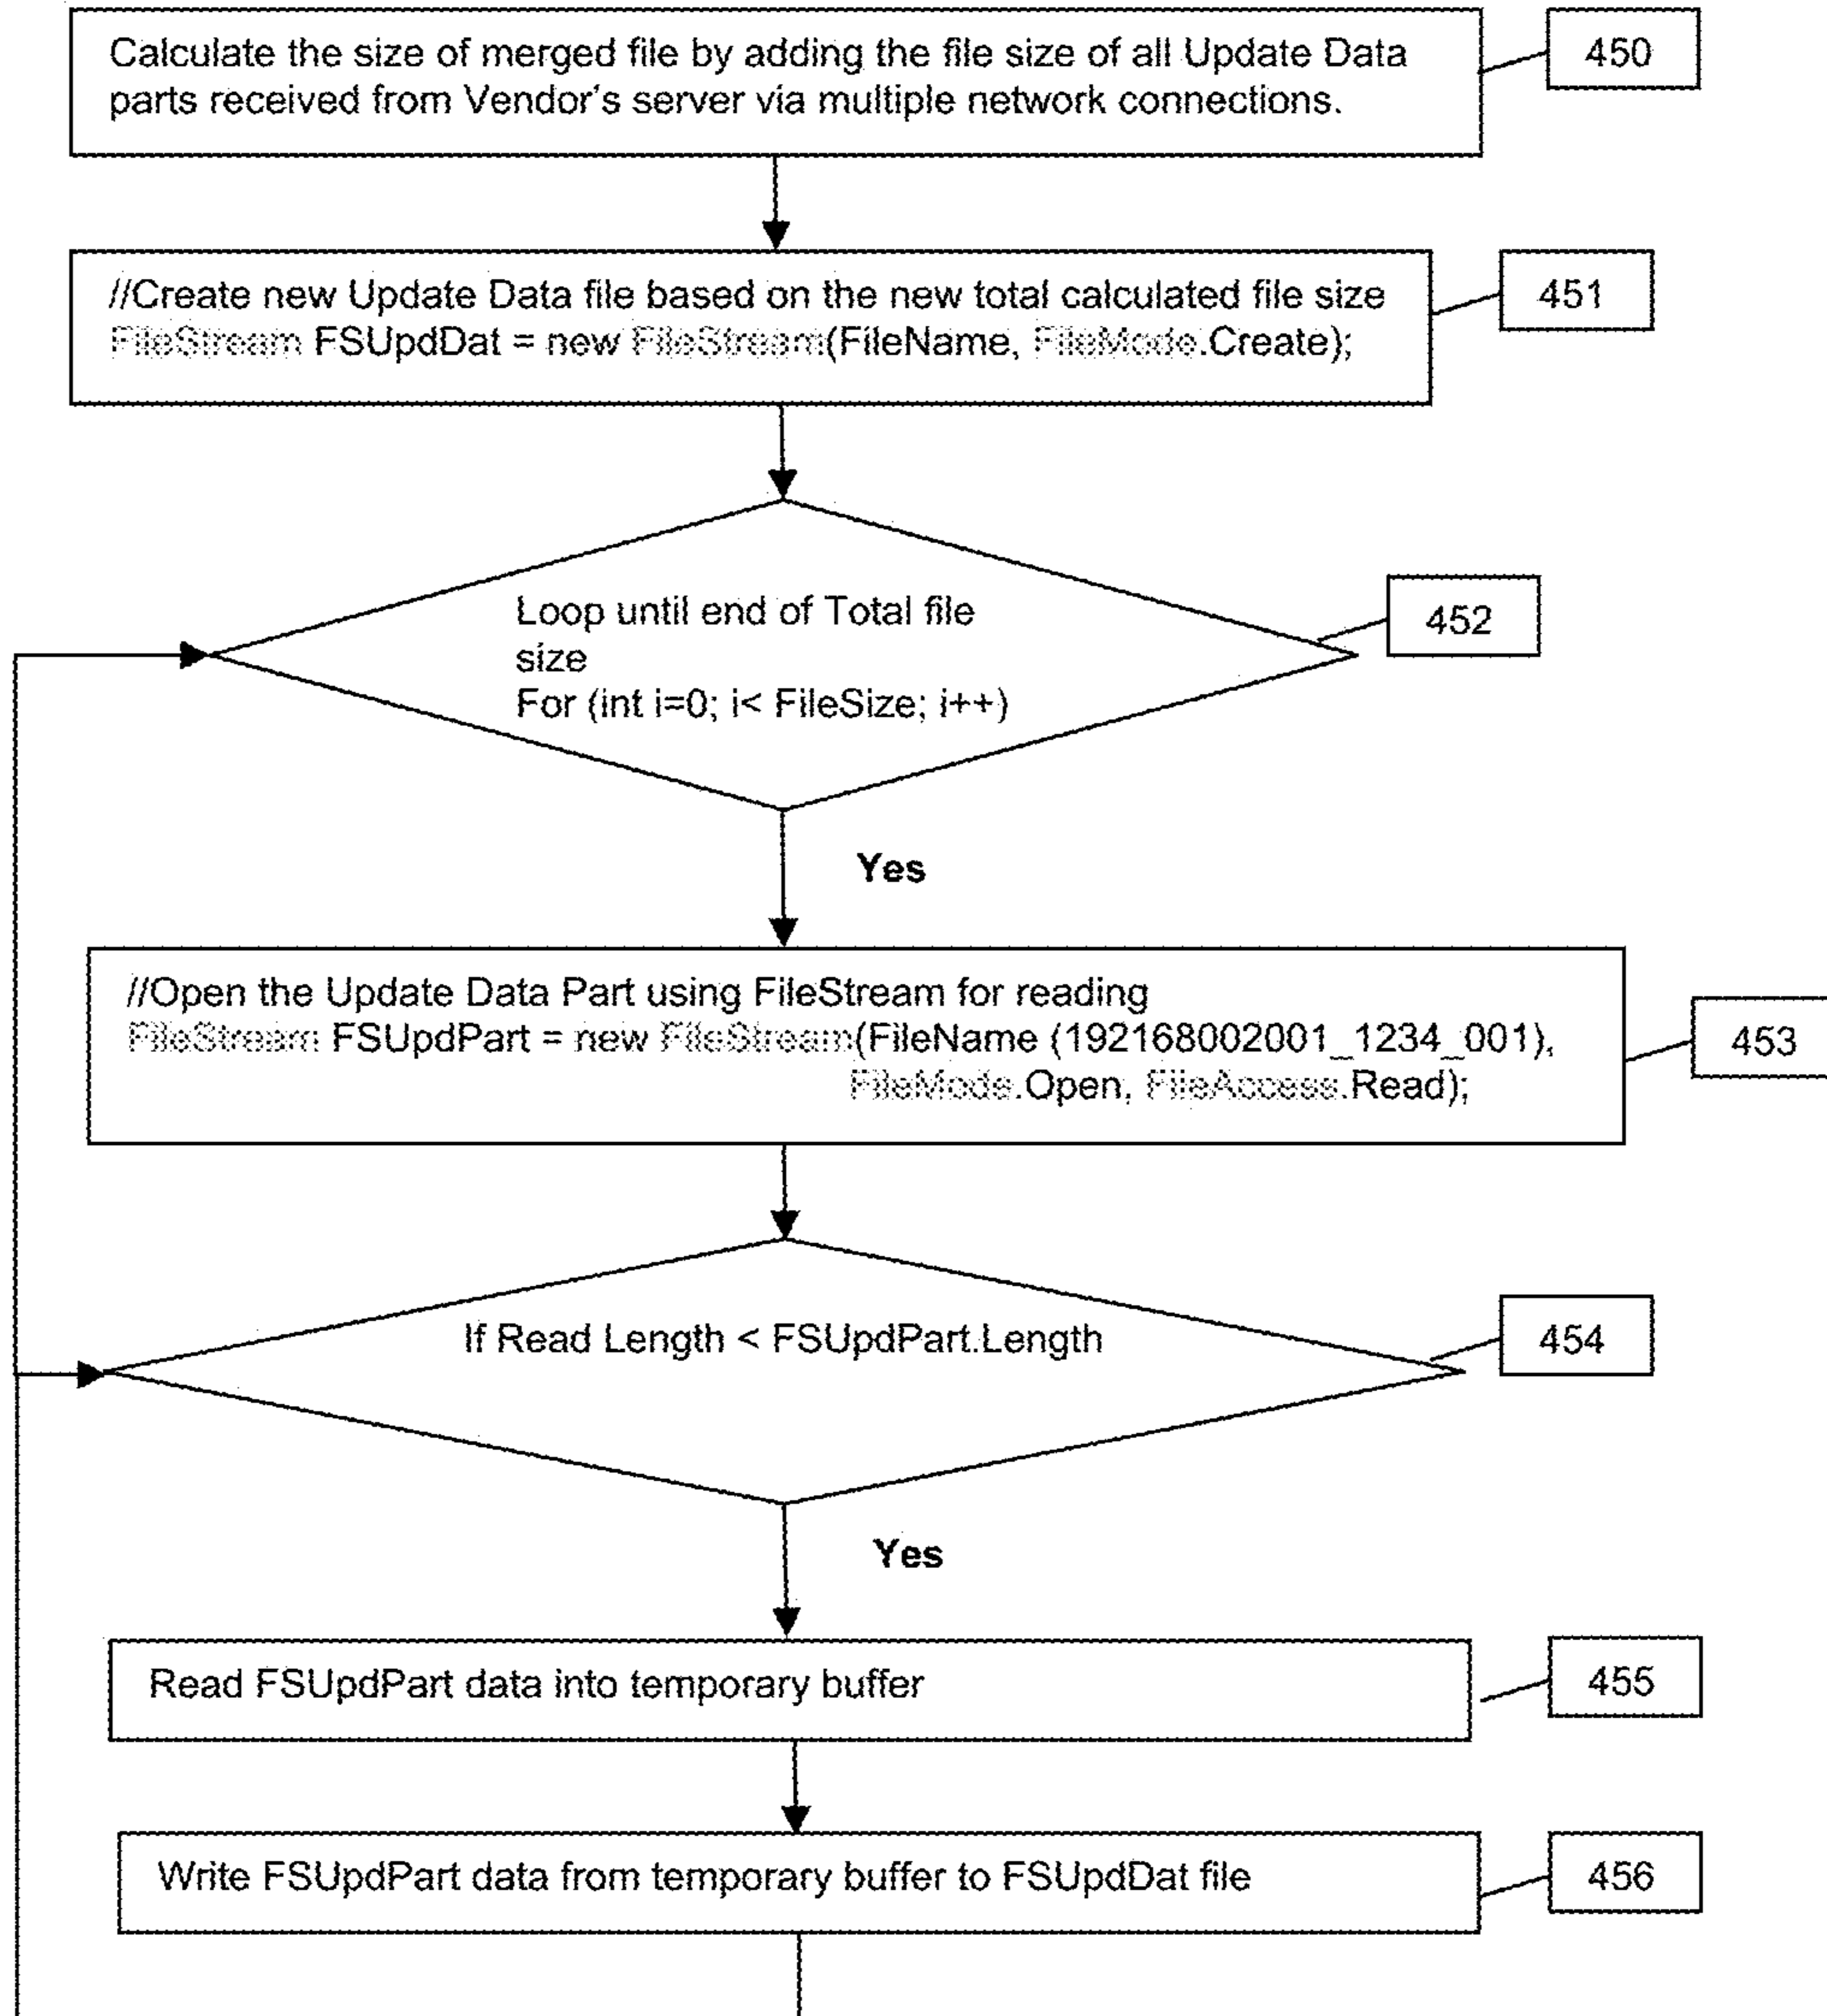 Calculate the size of merged file by adding the file size of all Update Data
parts received from Vendor's server via multiple network connections.
450
//Create new Update Data file based on the new total calculated file size
FileStream FSUpdDat = new FileStream(FileName, FileMode.Create);
451
Loop until end of Total file
size
For (int i=0; i< FileSize; i++)
452
Yes
//Open the Update Data Part using FileStream for reading
FileStream FSUpdPart = new FileStream(FileName (192168002001_1234_001),
FileMode.Open, FileAccess.Read);
453
If Read Length < FSUpdPart.Length
454
Yes
Read FSUpdPart data into temporary buffer
455
Write FSUpdPart data from temporary buffer to FSUpdDat file
456